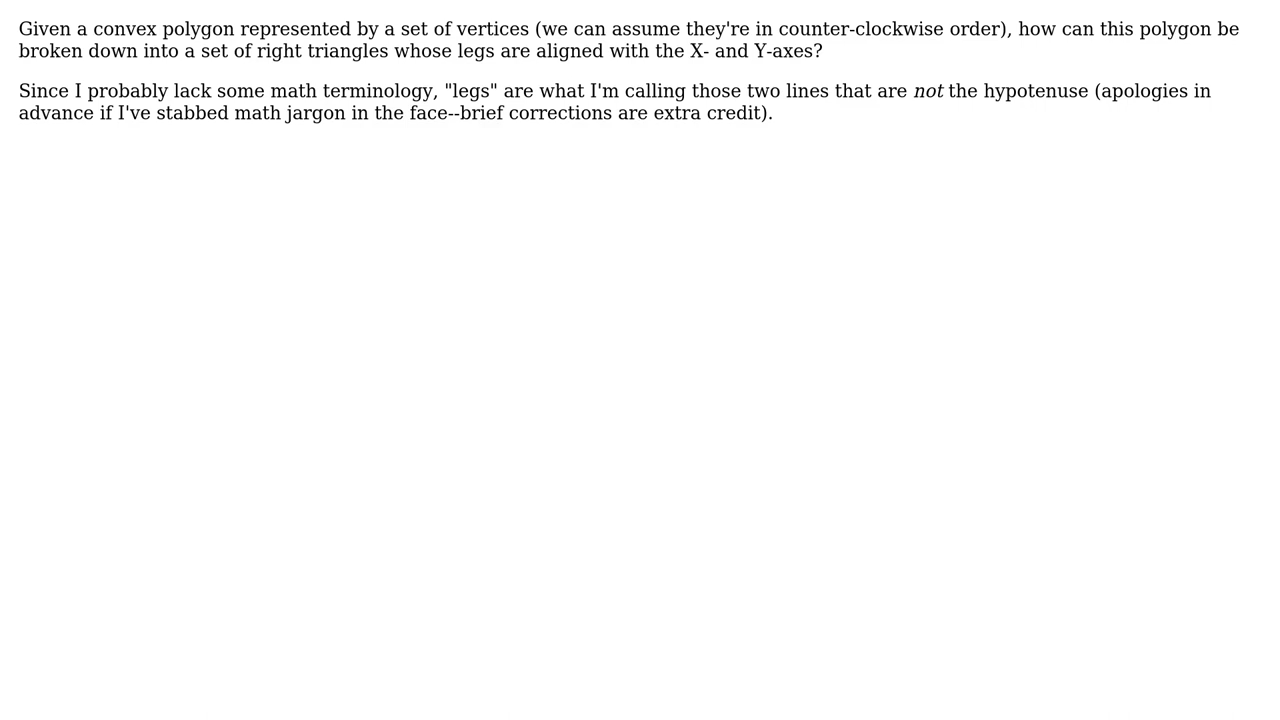 Given a convex polygon represented by a set of vertices (we can assume they're in counter-clockwise order), how can this polygon be
broken down into a set of right triangles whose legs are aligned with the X- and Y-axes?
Since I probably lack some math terminology, "legs" are what I'm calling those two lines that are not the hypotenuse (apologies in
advance if I've stabbed math jargon in the face--brief corrections are extra credit).